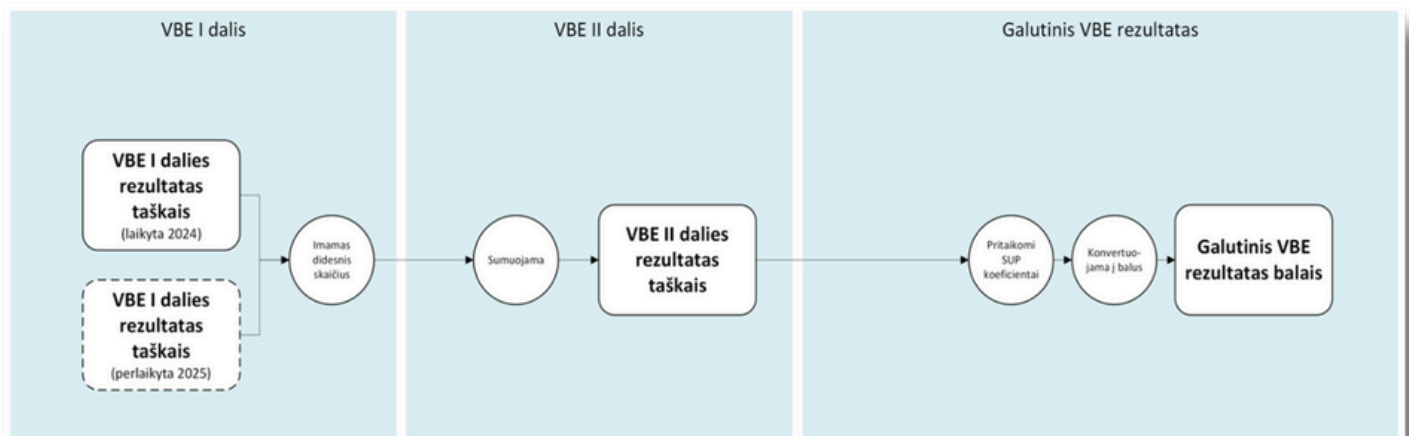 VBE I dalis
VBE I dalies
rezultatas
taškais
(laikyta 2024)
VBE I dalies
rezultatas
taškais
(perlaikyta 2025)
Imamas
didesnis
skaičius
VBE II dalis
Sumuojama
VBE II dalies
rezultatas
taškais
Galutinis VBE rezultatas
Pritaikomi
SUP
koeficientai
Konvertuo-
jama į balus
Galutinis VBE
rezultatas balais